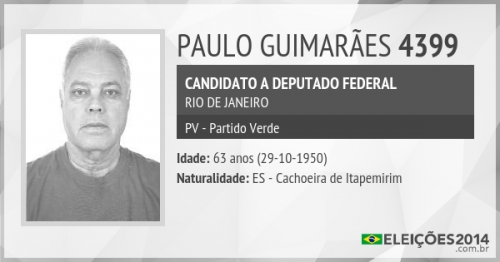 PAULO GUIMARÃES 4399
CANDIDATO A DEPUTADO FEDERAL
RIO DE JANEIRO
PV - Partido Verde
Idade: 63 anos (29-10-1950)
Naturalidade: ES - Cachoeira de Itapemirim
ELEIÇÕES2014
.com.br